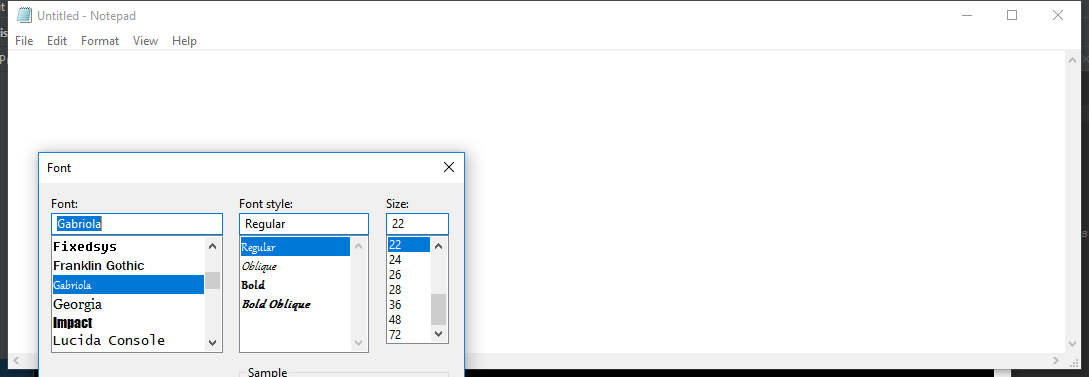 Untitled - Notepad
File Edit Format View Help
Font
Font: Font style: Size:
Gabriola Regular 22
Fixedsys
Franklin Gothic
Gabriola
Georgia
Impact
Lucida Console
Regular
Oblique
Bold
Bold Oblique
22
24
26
28
36
48
72
Sample